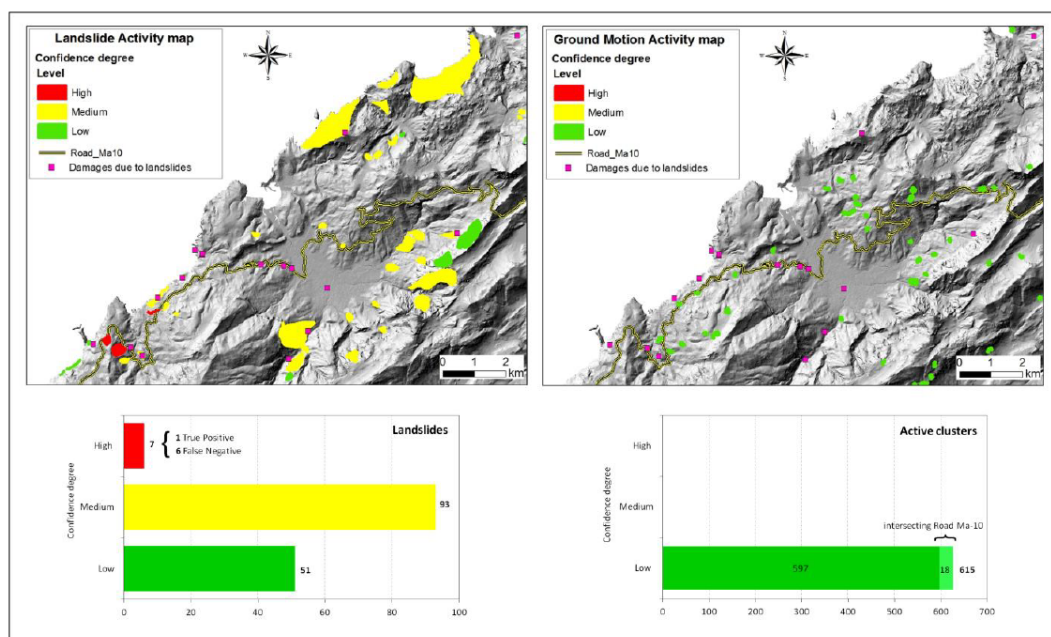 Landslide Activity map
Confidence degree
Level
High
Medium
Low
Road_Ma10
Damages due to landslides
N
W
E
S
0 1 2
km
Ground Motion Activity map
Confidence degree
Level
High
Medium
Low
Road_Ma10
Damages due to landslides
N
W
E
S
0 1 2
km
Landslides
Confidence degree
High
7
1 True Positive
6 False Negative
Medium
93
Low
51
0 20 40 60 80 100
Active clusters
Confidence degree
High
Medium
intersecting Road Ma-10
Low
597
18
615
0 100 200 300 400 500 600 700